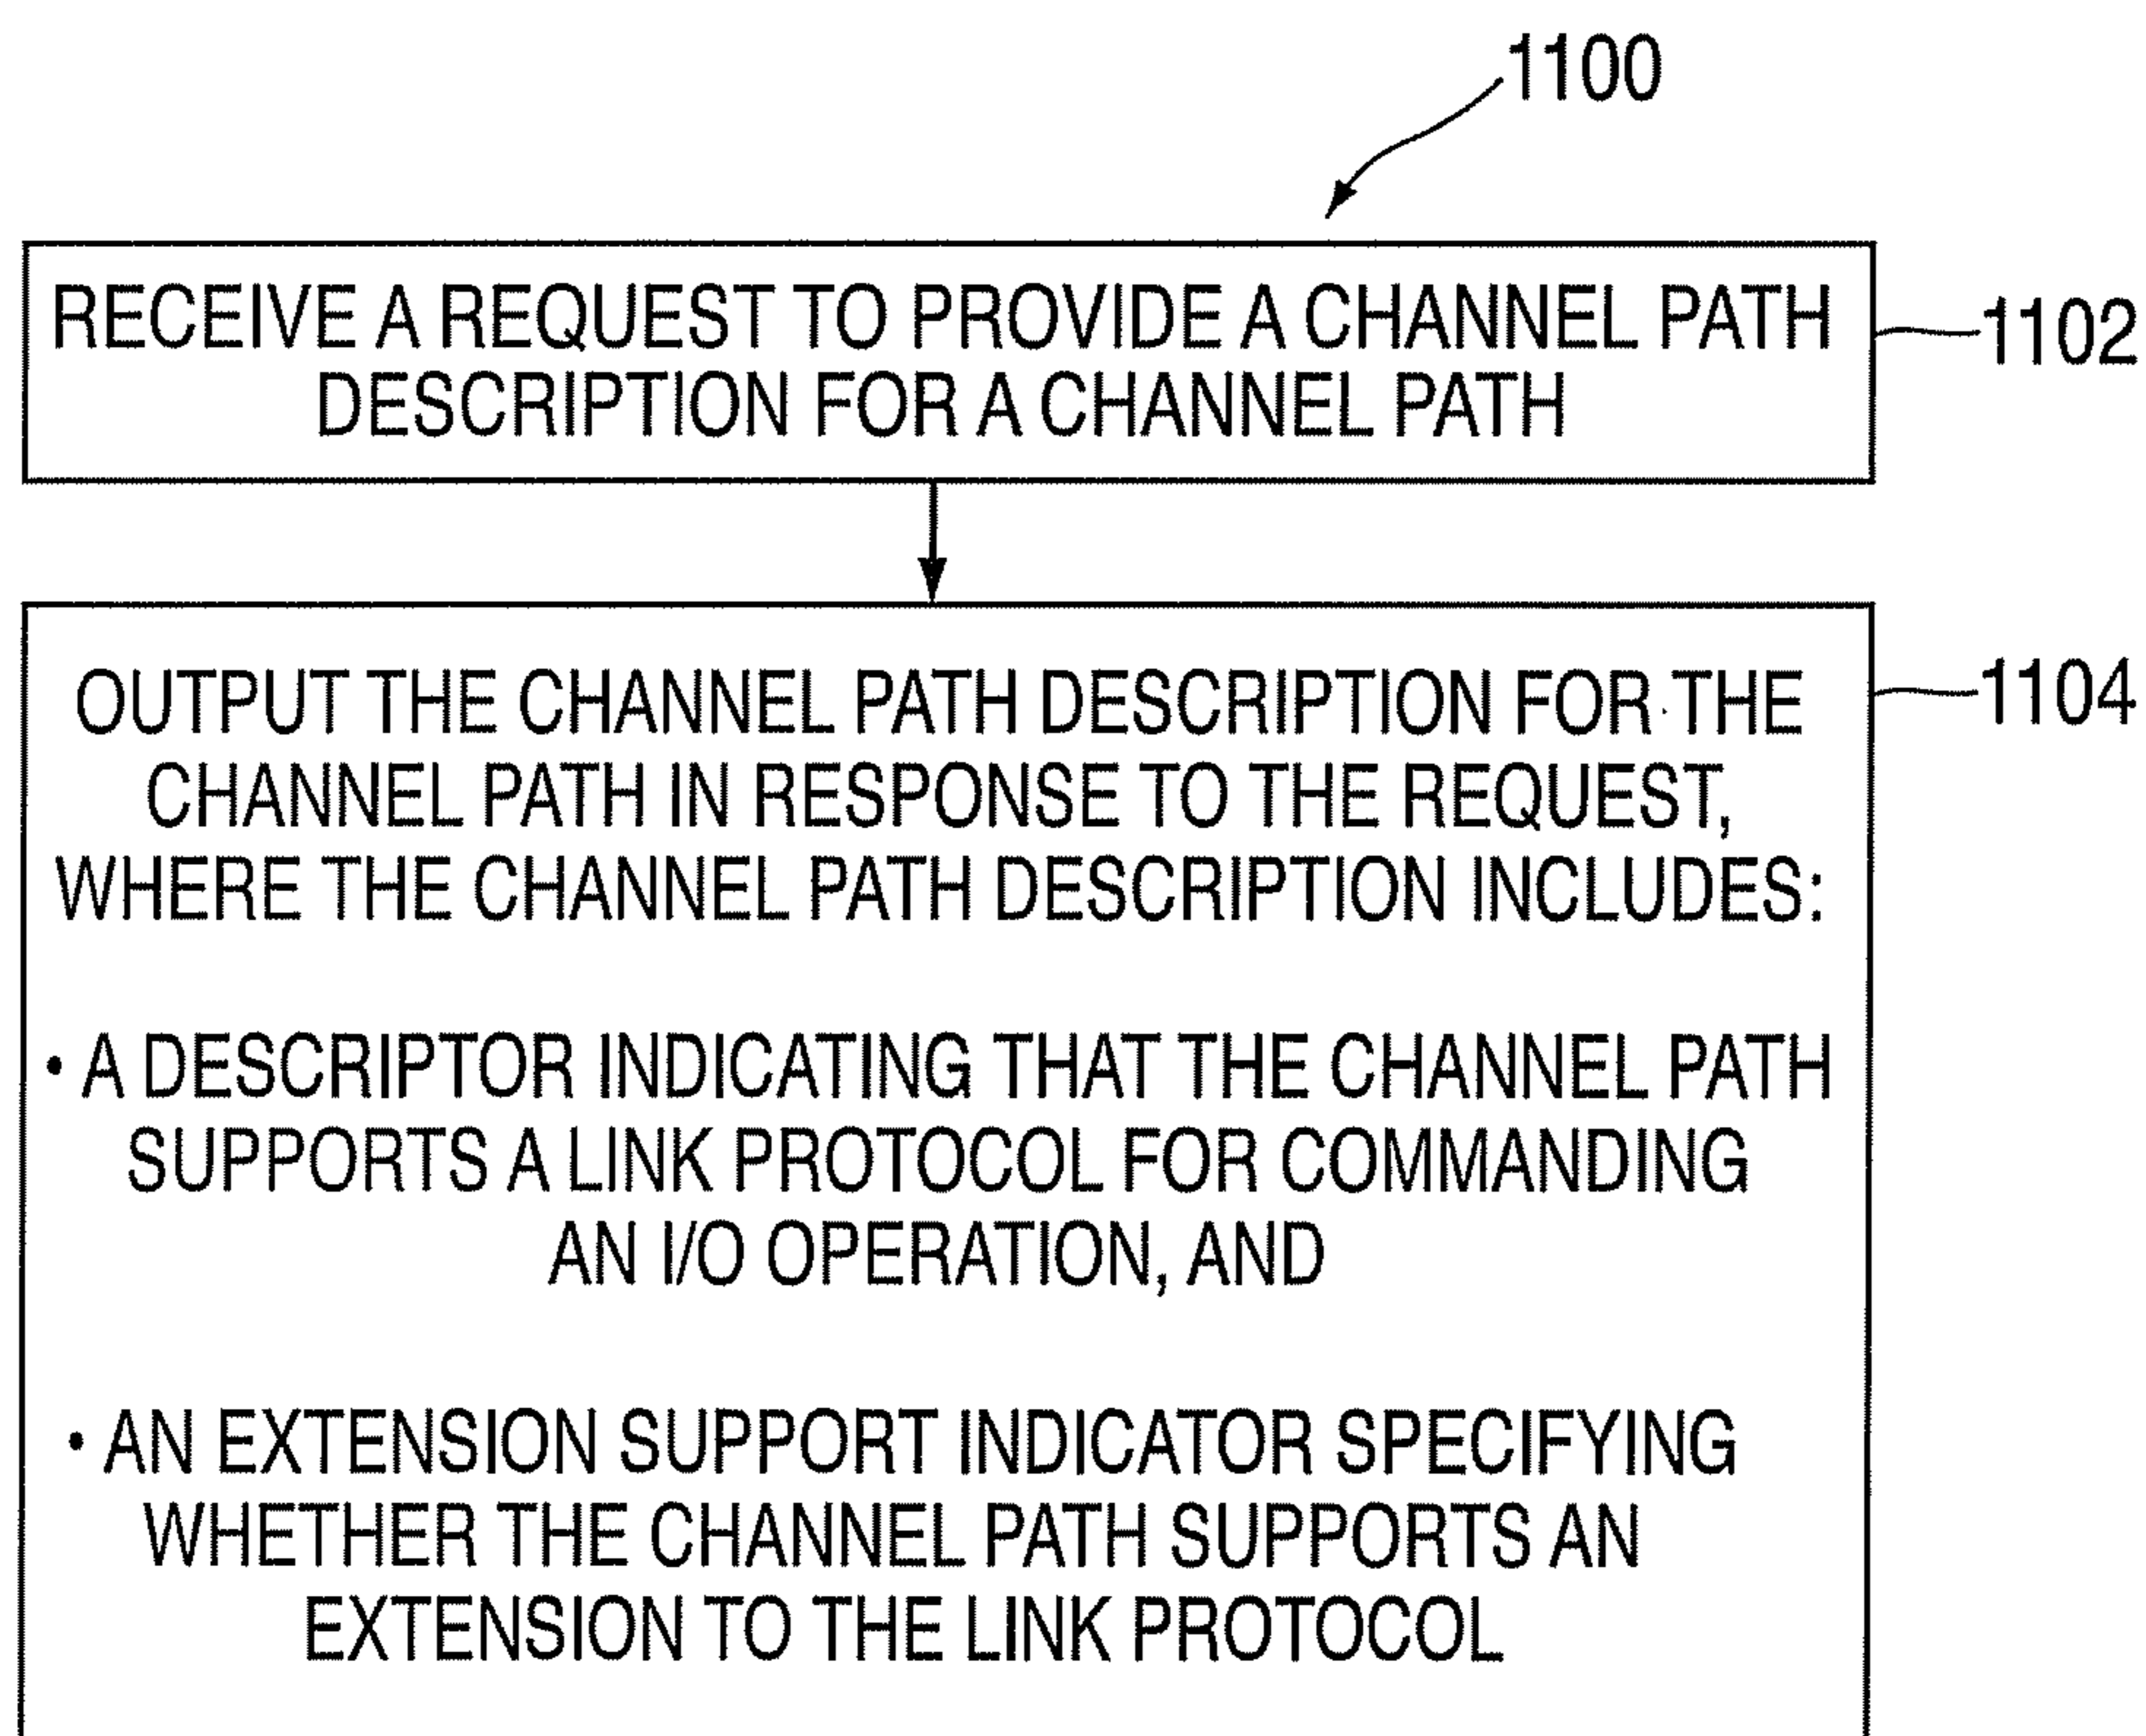 1100
RECEIVE A REQUEST TO PROVIDE A CHANNEL PATH
DESCRIPTION FOR A CHANNEL PATH
1102
OUTPUT THE CHANNEL PATH DESCRIPTION FOR THE
CHANNEL PATH IN RESPONSE TO THE REQUEST,
WHERE THE CHANNEL PATH DESCRIPTION INCLUDES:
1104
• A DESCRIPTOR INDICATING THAT THE CHANNEL PATH
SUPPORTS A LINK PROTOCOL FOR COMMANDING
AN I/O OPERATION, AND
• AN EXTENSION SUPPORT INDICATOR SPECIFYING
WHETHER THE CHANNEL PATH SUPPORTS AN
EXTENSION TO THE LINK PROTOCOL